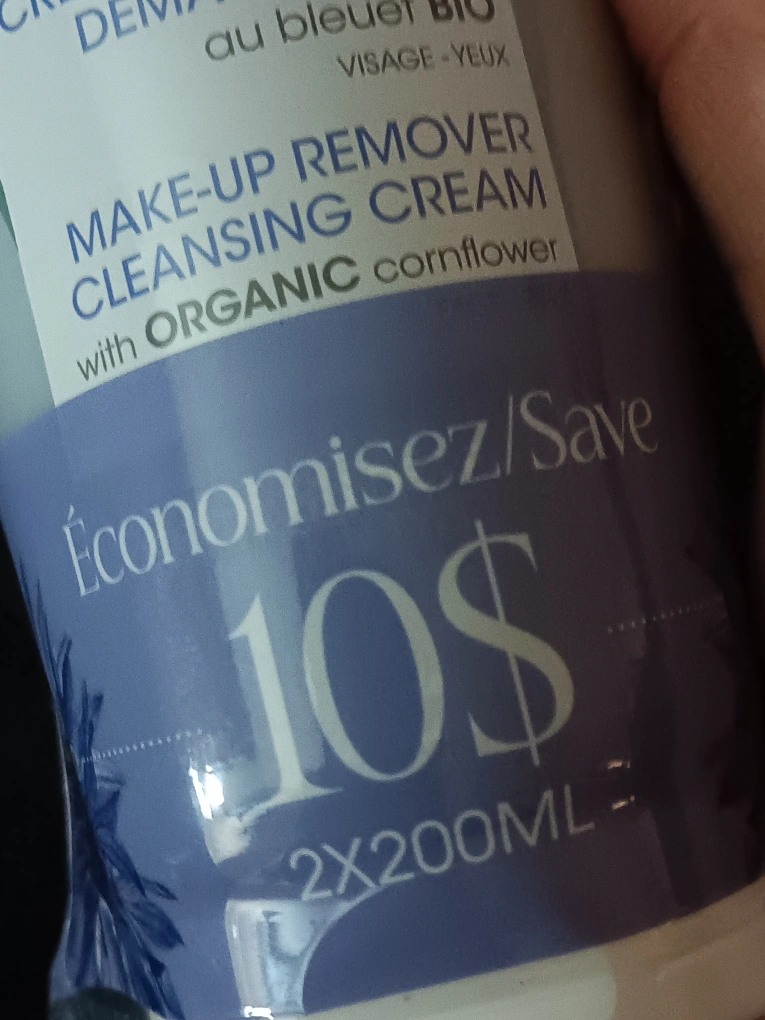 au bleuet BIO
VISAGE - YEUX
MAKE-UP REMOVER
CLEANSING CREAM
with ORGANIC cornflower
Économisez/Save
10$
2X200ML